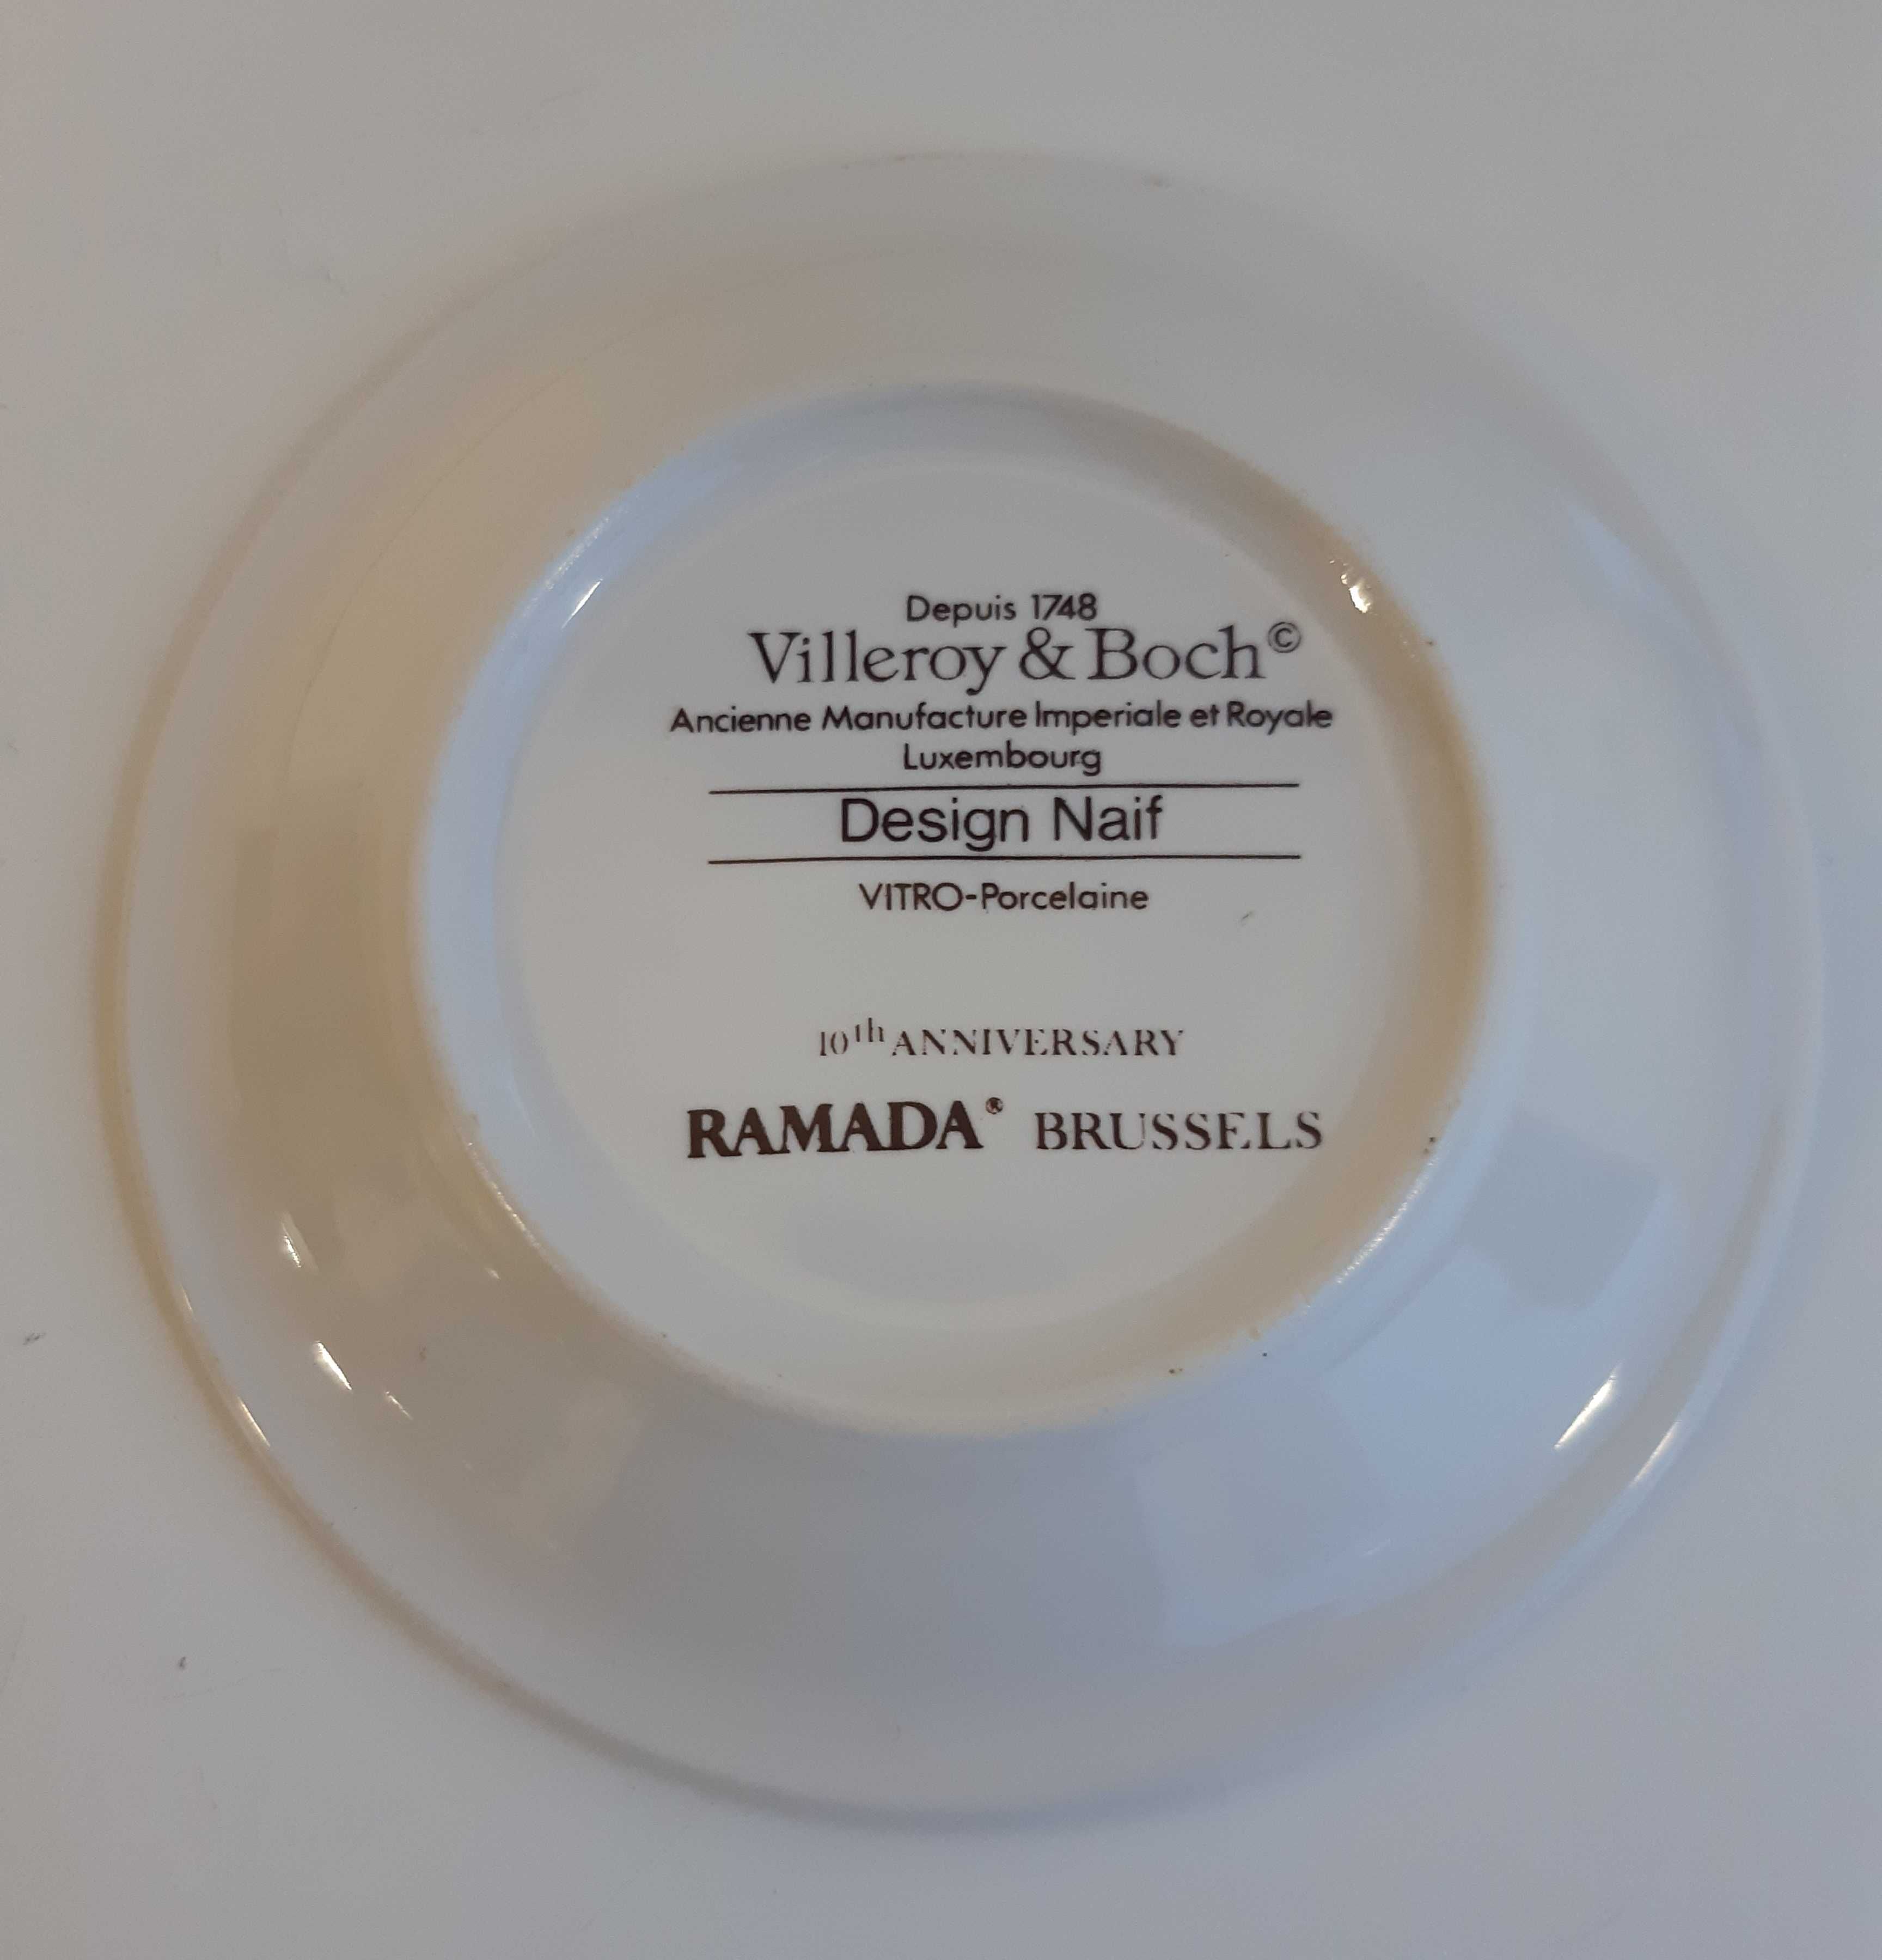 Depuis 1748
Villeroy & Boch©
Ancienne Manufacture Imperiale et Royale
Luxembourg
Design Naif
VITRO-Porcelaine
10th ANNIVERSARY
RAMADA® BRUSSELS